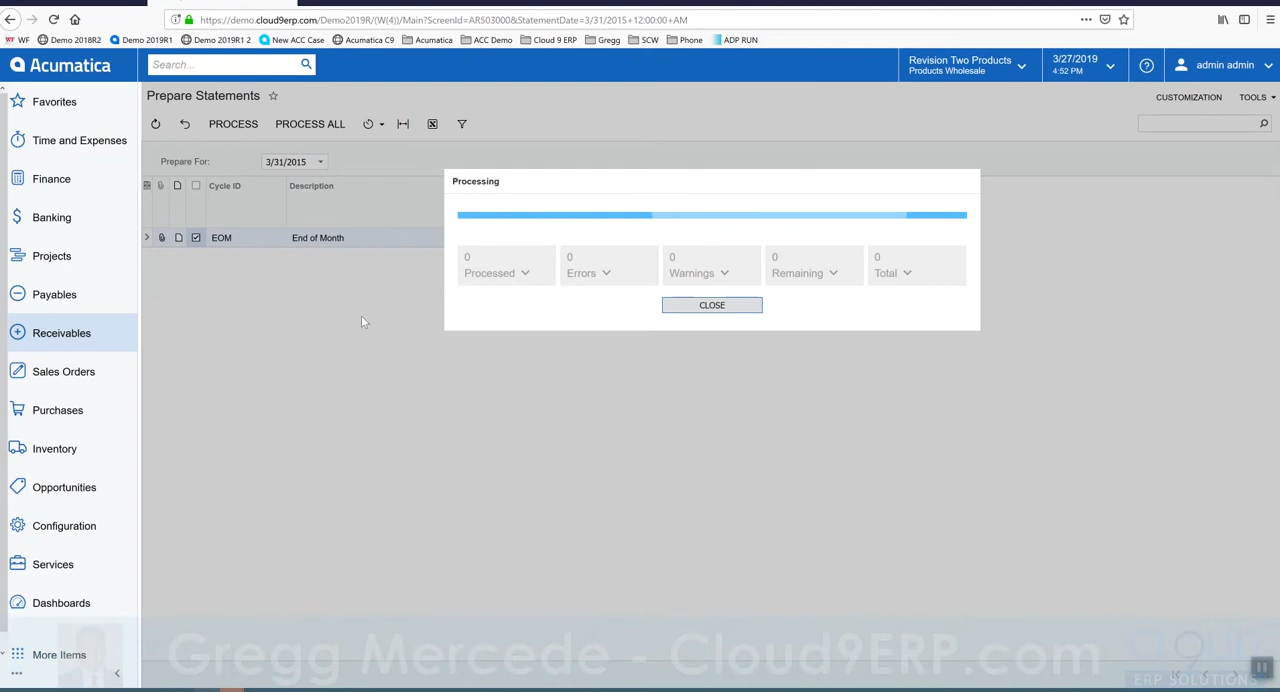 https://demo.cloud9erp.com/Demo2019R/(W(4))/Main?ScreenId=AR503000&StatementDate=3/31/2015+12:00:00+AM
WF Demo 2018R2 Demo 2019R1 Demo 2019R1 2 New ACC Case Acumatica C9 Acumatica ACC Demo Cloud 9 ERP Gregg SCW Phone ADP RUN
Acumatica
Search...
Revision Two Products
Products Wholesale
3/27/2019
4:52 PM
?
admin admin
Favorites
Time and Expenses
Finance
Banking
Projects
Payables
Receivables
Sales Orders
Purchases
Inventory
Opportunities
Configuration
Services
Dashboards
More Items
Prepare Statements
CUSTOMIZATION TOOLS
PROCESS PROCESS ALL
Prepare For: 3/31/2015
Cycle ID Description
EOM End of Month
Processing
0 0 0 0 0
Processed Errors Warnings Remaining Total
CLOSE
Gregg Mercede - Cloud9ERP.com
ERP SOLUTIONS